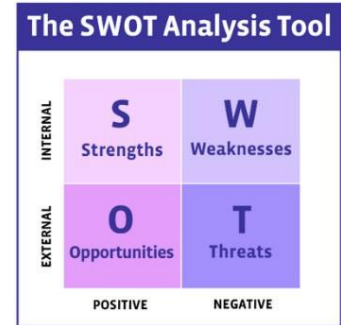 The SWOT Analysis Tool
INTERNAL
S
Strengths
W
Weaknesses
EXTERNAL
O
Opportunities
T
Threats
POSITIVE
NEGATIVE